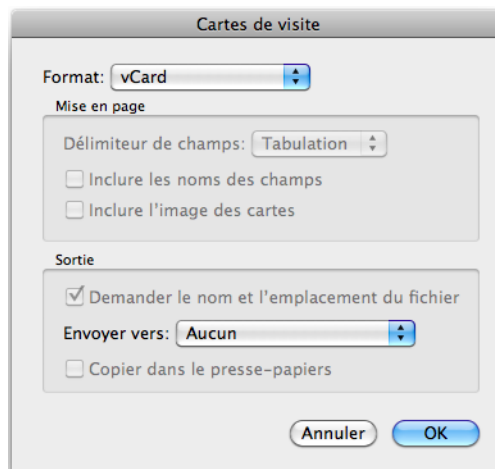 Cartes de visite
Format: vCard
Mise en page
Délimiteur de champs: Tabulation
Inclure les noms des champs
Inclure l'image des cartes
Sortie
Demander le nom et l'emplacement du fichier
Envoyer vers: Aucun
Copier dans le presse-papiers
Annuler OK